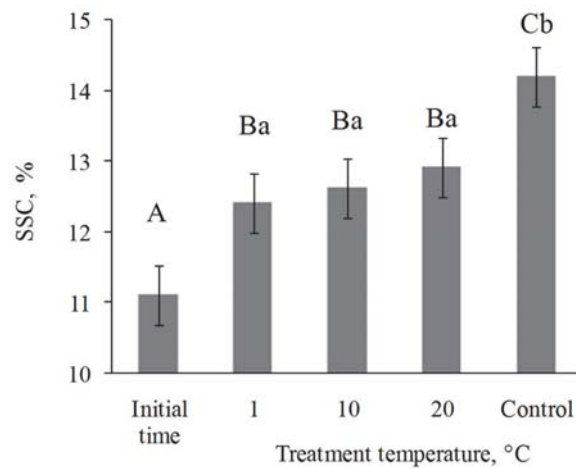 15
14
13
12
11
10
SSC, %
A
Ba
Ba
Ba
Cb
Initial time
1
10
20
Control
Treatment temperature, °C